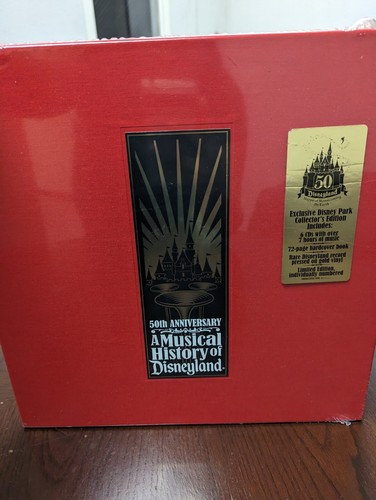 50
Disneyland
Exclusive Disney Park
Collector's Edition
Includes:
6 CDs with over
7 hours of music
72-page hardcover book
Rare Disneyland record
pressed on gold vinyl
Limited Edition,
individually numbered
50th ANNIVERSARY
A Musical
History of
Disneyland.